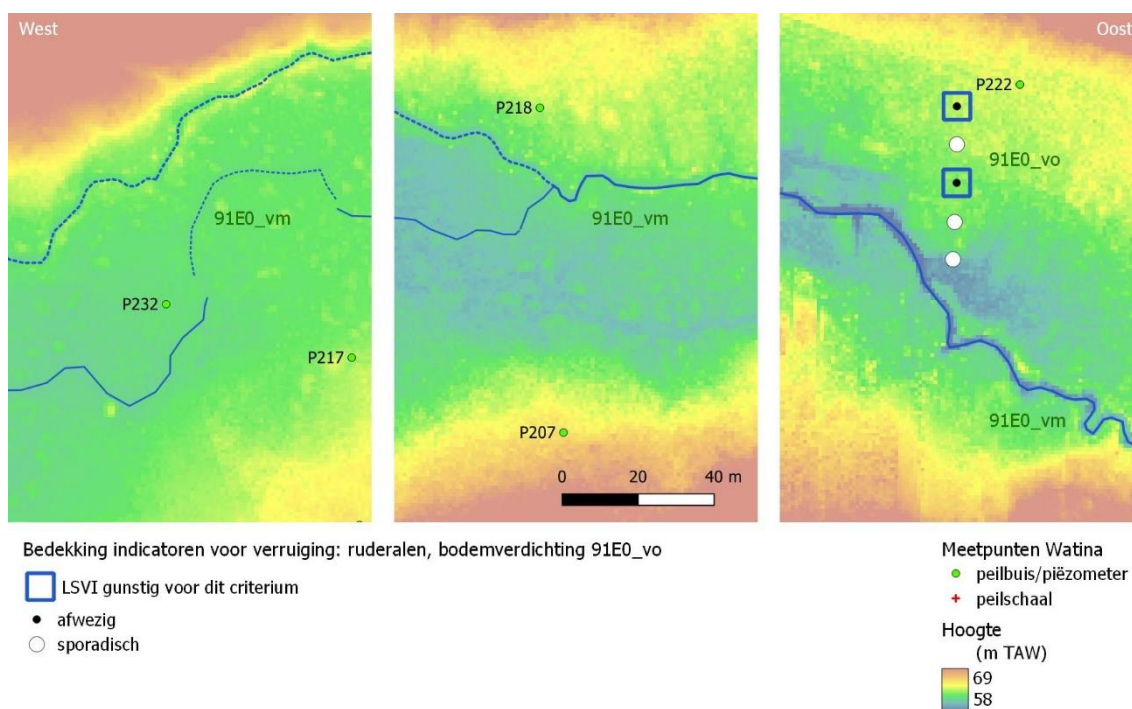 West
P232
91E0_vm
P217
P218
91E0_vm
P207
0 20 40 m
Oost
P222
91E0_vo
91E0_vm
Bedekking indicatoren voor verruiging: ruderalen, bodemverdichting 91E0_vo
LSVI gunstig voor dit criterium
afwezig
sporadisch
Meetpunten Watina
peilbuis/piëzometer
peilschaal
Hoogte
(m TAW)
69
58